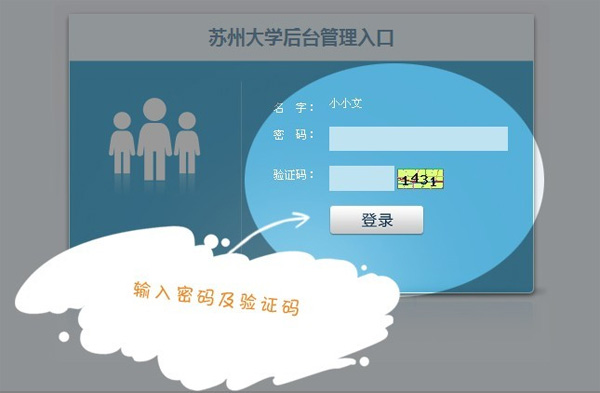 苏州大学后台管理入口
名 字： 小小文
密 码：
验证码： 1431
登录
输入密码及验证码